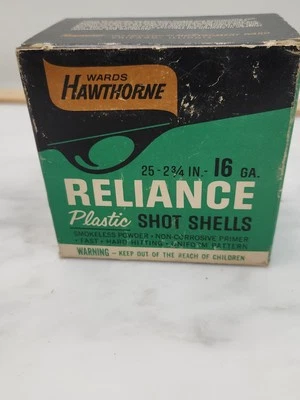 WARDS
HAWTHORNE
25-2¾ IN.- 16 GA.
RELIANCE
Plastic SHOT SHELLS
SMOKELESS POWDER • NON-CORROSIVE PRIMER
• FAST • HARD HITTING • UNIFORM PATTERN
WARNING - KEEP OUT OF THE REACH OF CHILDREN